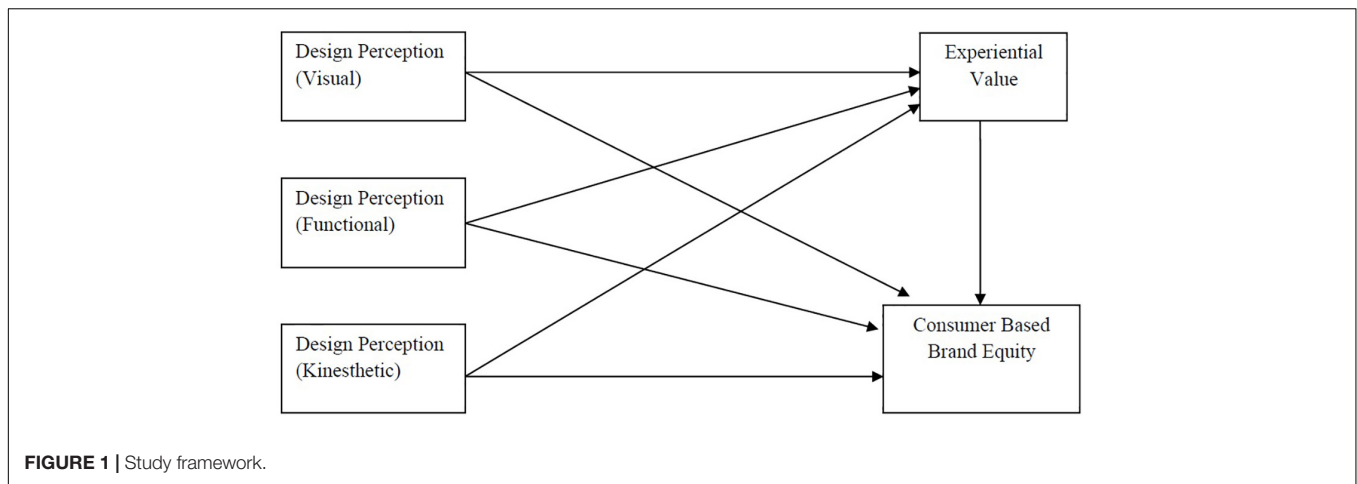 Design Perception
(Visual)
Experiential
Value
Design Perception
(Functional)
Design Perception
(Kinesthetic)
Consumer Based
Brand Equity
FIGURE 1 | Study framework.